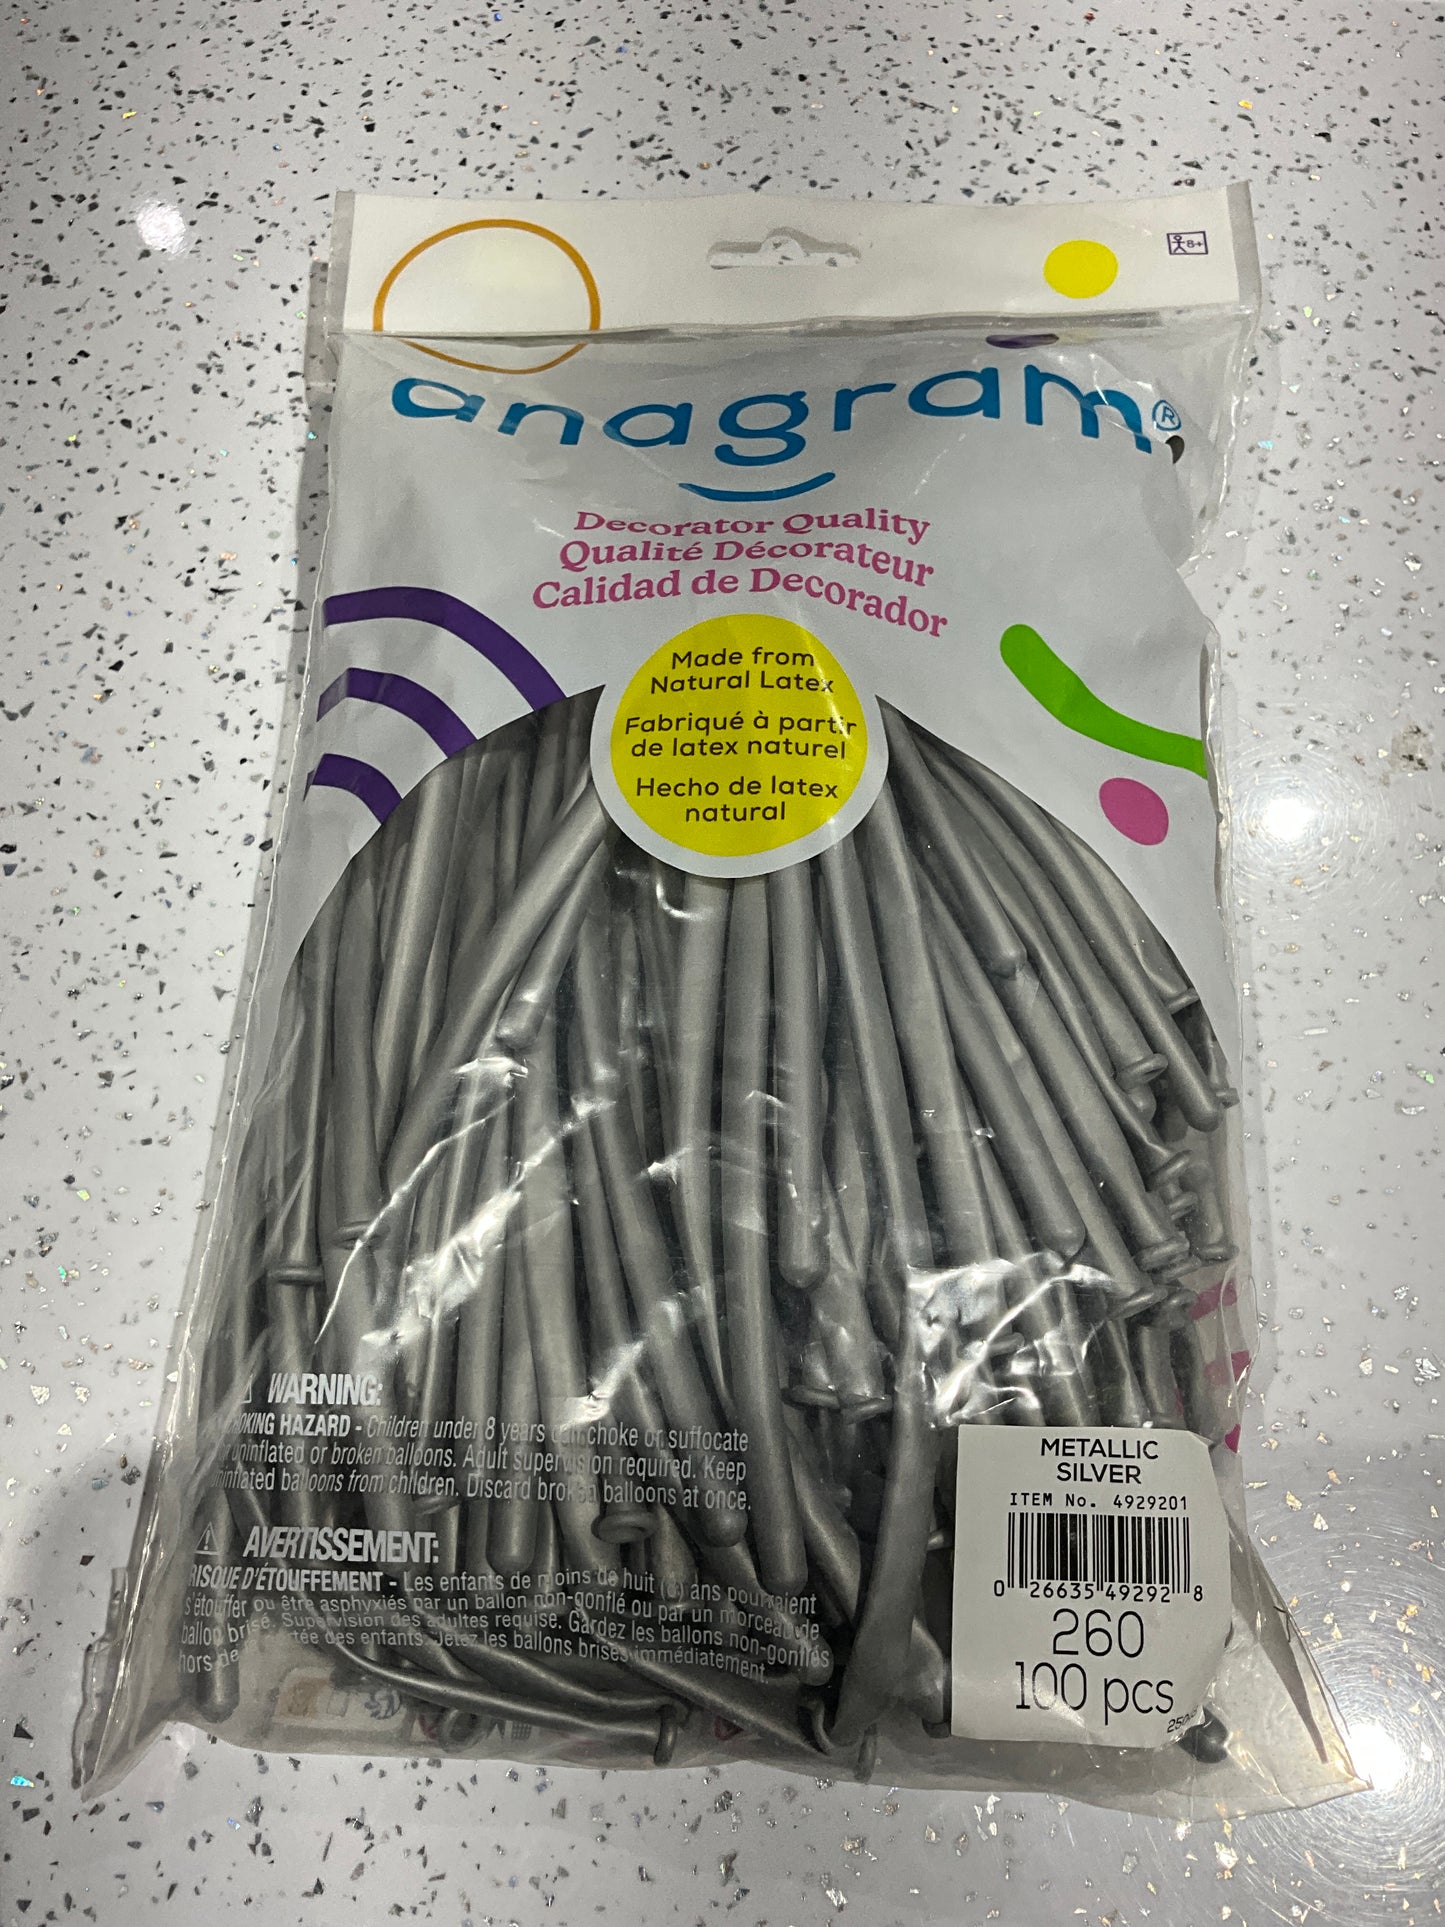 8+
anagram®
Decorator Quality
Qualité Décorateur
Calidad de Decorador
Made from
Natural Latex
Fabriqué à partir
de latex naturel
Hecho de latex
natural
WARNING:
HAZARD - Children under 8 years can choke or suffocate
uninflated or broken balloons. Adult supervision required. Keep
uninflated balloons from children. Discard broken balloons at once.
AVERTISSEMENT:
RISQUE D'ÉTOUFFEMENT - Les enfants de moins de huit (8) ans pourraient
s'étouffer ou être asphyxiés par un ballon non-gonflé ou par un morceau de
ballon brisé. Supervision des adultes requise. Gardez les ballons non-gonflés
hors de portée des enfants. Jetez les ballons brisés immédiatement.
METALLIC
SILVER
ITEM No. 4929201
0 26635 49292 8
260
100 pcs